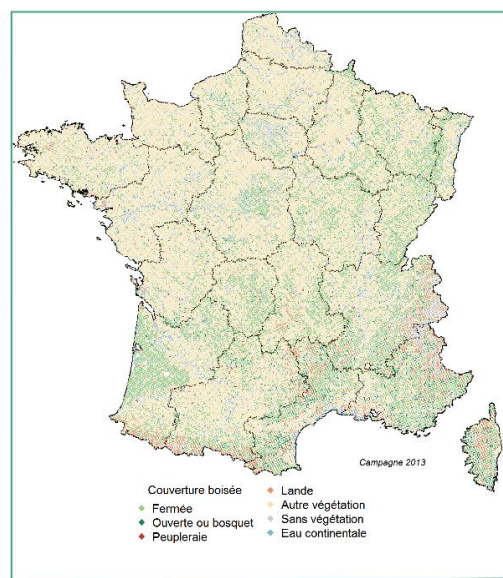 Campagne 2013
Couverture boisée
Fermée
Ouverte ou bosquet
Peupleraie
Lande
Autre végétation
Sans végétation
Eau continentale